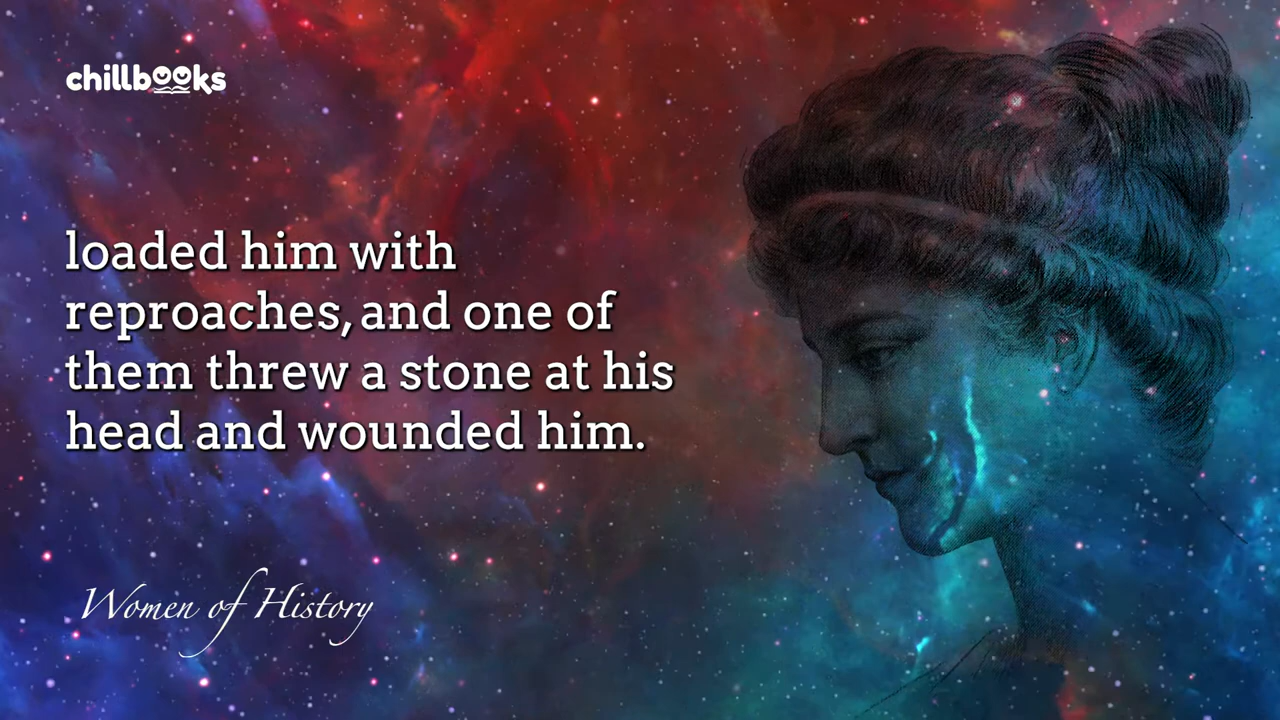 chillbooks
loaded him with
reproaches, and one of
them threw a stone at his
head and wounded him.
Women of History